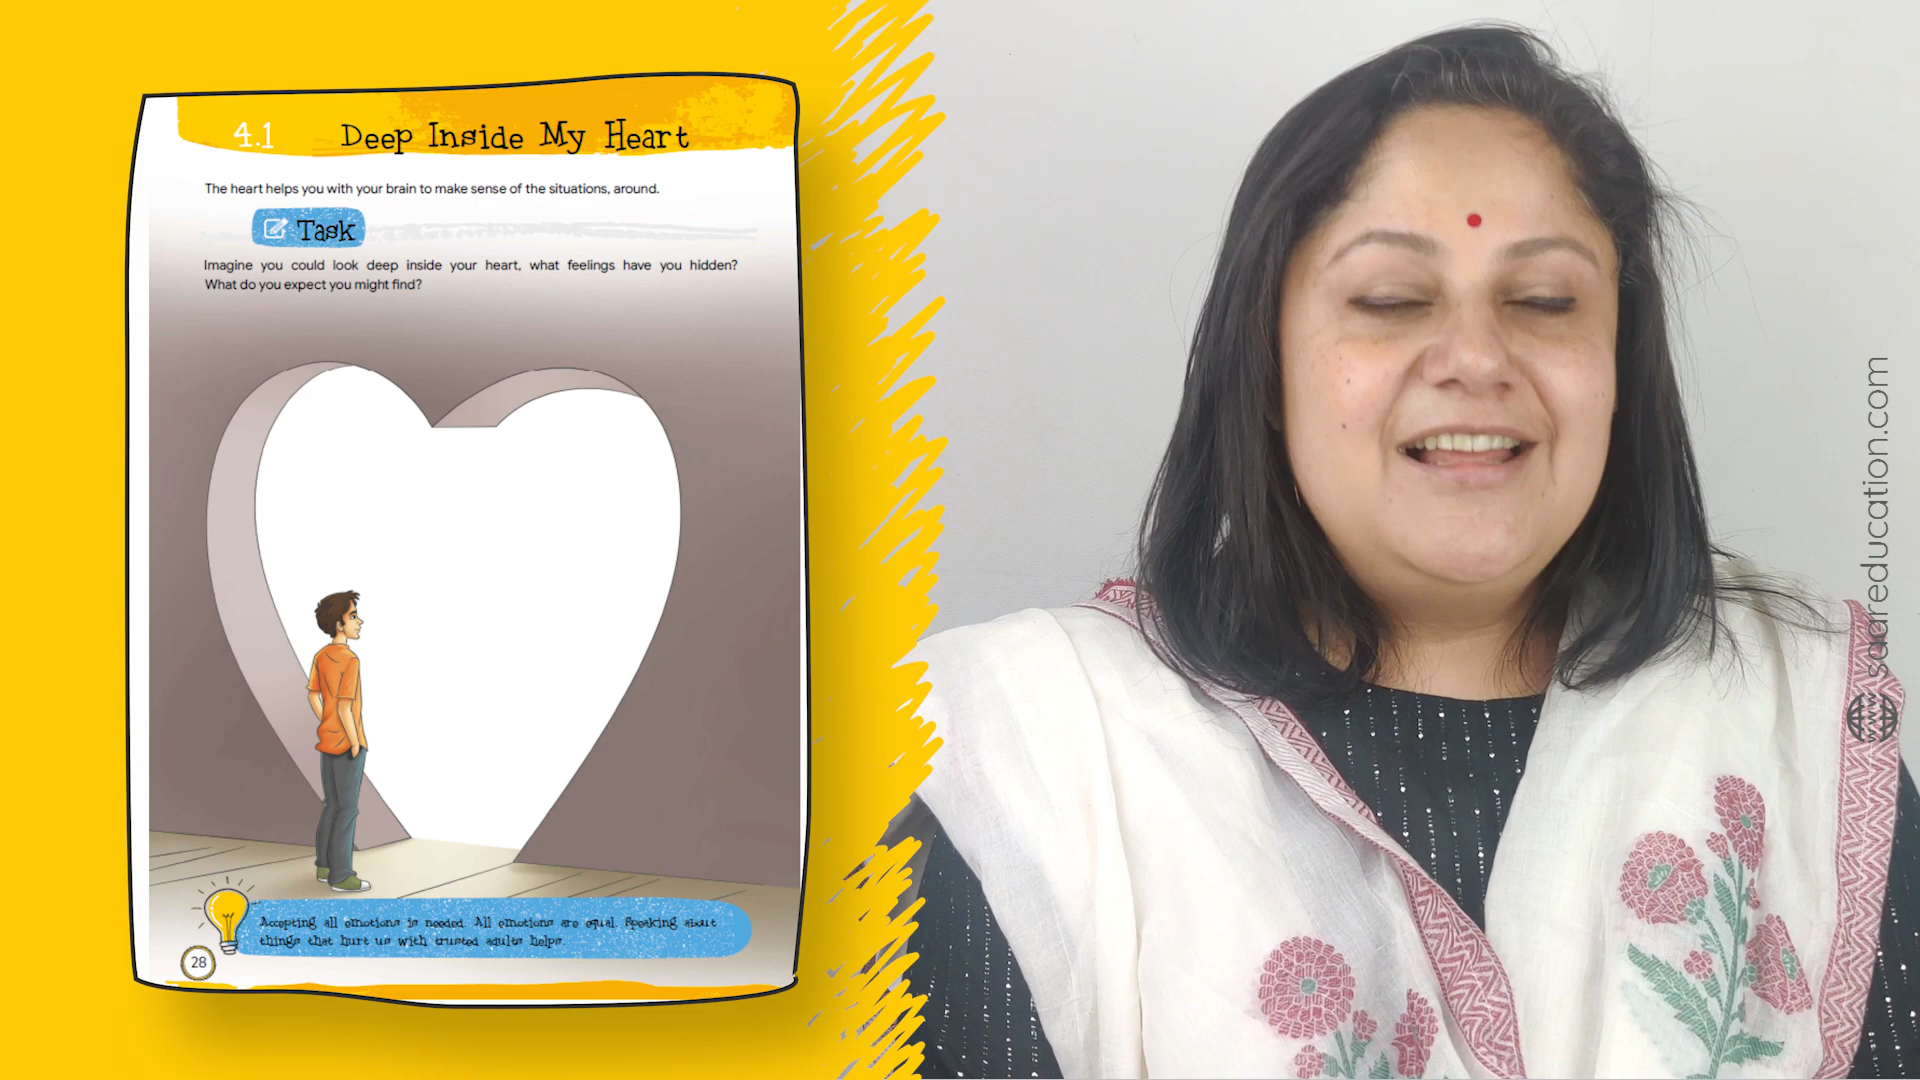 4.1 Deep Inside My Heart
The heart helps you with your brain to make sense of the situations, around.
Task
Imagine you could look deep inside your heart, what feelings have you hidden?
What do you expect you might find?
Accepting all emotions is needed. All emotions are equal. Speaking about
things that hurt us with trusted adults helps.
28
www saareducation.com